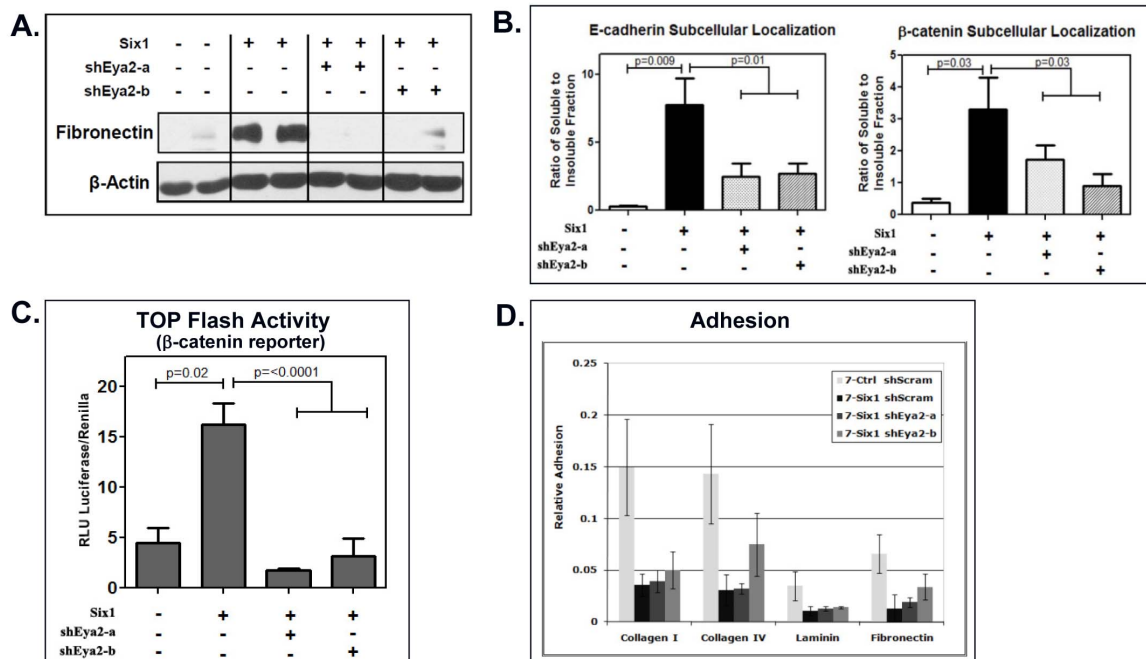 A.
Six1 - - + + + + + +
shEya2-a - - - - + + - -
shEya2-b - - - - - - + +
Fibronectin
β-Actin
B.
E-cadherin Subcellular Localization
p=0.009
p=0.01
Ratio of Soluble to
Insoluble Fraction
10
5
0
Six1 - + + +
shEya2-a - - + -
shEya2-b - - - +
β-catenin Subcellular Localization
p=0.03
p=0.03
Ratio of Soluble to
Insoluble Fraction
5
4
3
2
1
0
Six1 - + + +
shEya2-a - - + -
shEya2-b - - - +
C.
TOP Flash Activity
(β-catenin reporter)
p=0.02
p=<0.0001
RLU Luciferase/Renilla
20
15
10
5
0
Six1 - + + +
shEya2-a - - + -
shEya2-b - - - +
D.
Adhesion
Relative Adhesion
0.25
0.2
0.15
0.1
0.05
0
7-Ctrl shScram
7-Six1 shScram
7-Six1 shEya2-a
7-Six1 shEya2-b
Collagen I Collagen IV Laminin Fibronectin